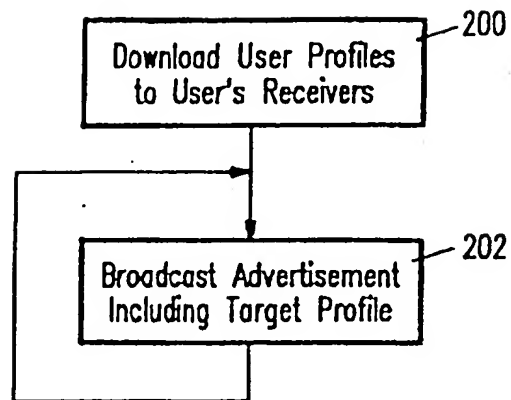 200
Download User Profiles
to User's Receivers
202
Broadcast Advertisement
Including Target Profile